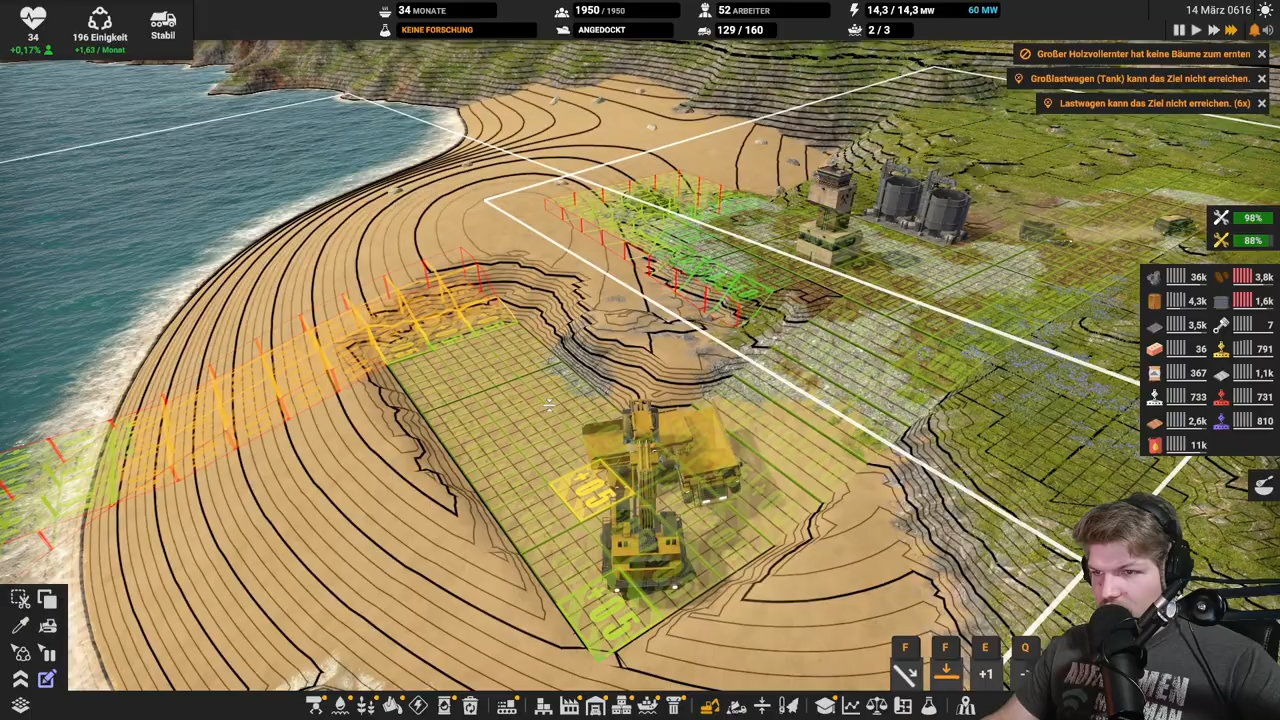 34
+0,17%
196 Einigkeit
+1,63 / Monat
Stabil
34 MONATE
KEINE FORSCHUNG
1950 / 1950
ANGEDOCKT
52 ARBEITER
129 / 160
14,3 / 14,3 MW
60 MW
2 / 3
14 März 0616
Großer Holzvollernter hat keine Bäume zum ernten
Großlastwagen (Tank) kann das Ziel nicht erreichen.
Lastwagen kann das Ziel nicht erreichen. (6x)
98%
88%
36k
3,8k
4,3k
1,6k
3,5k
7
36
791
367
1,1k
733
731
2,6k
810
11k
+05
+05
F
F
E
Q
+1